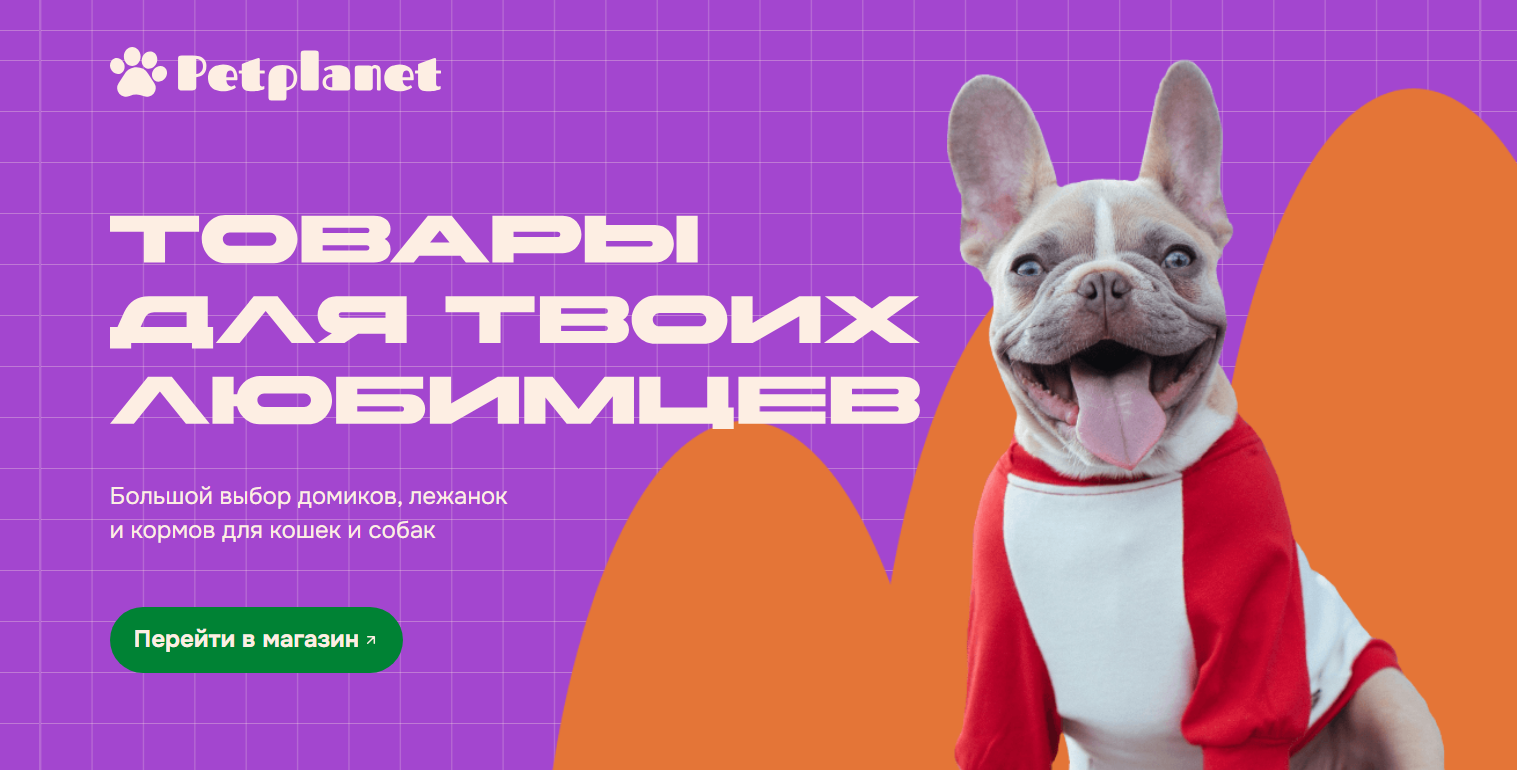 Petplanet
ТОВАРЫ
ДЛЯ ТВОИХ
ЛЮБИМЦЕВ
Большой выбор домиков, лежанок
и кормов для кошек и собак
Перейти в магазин